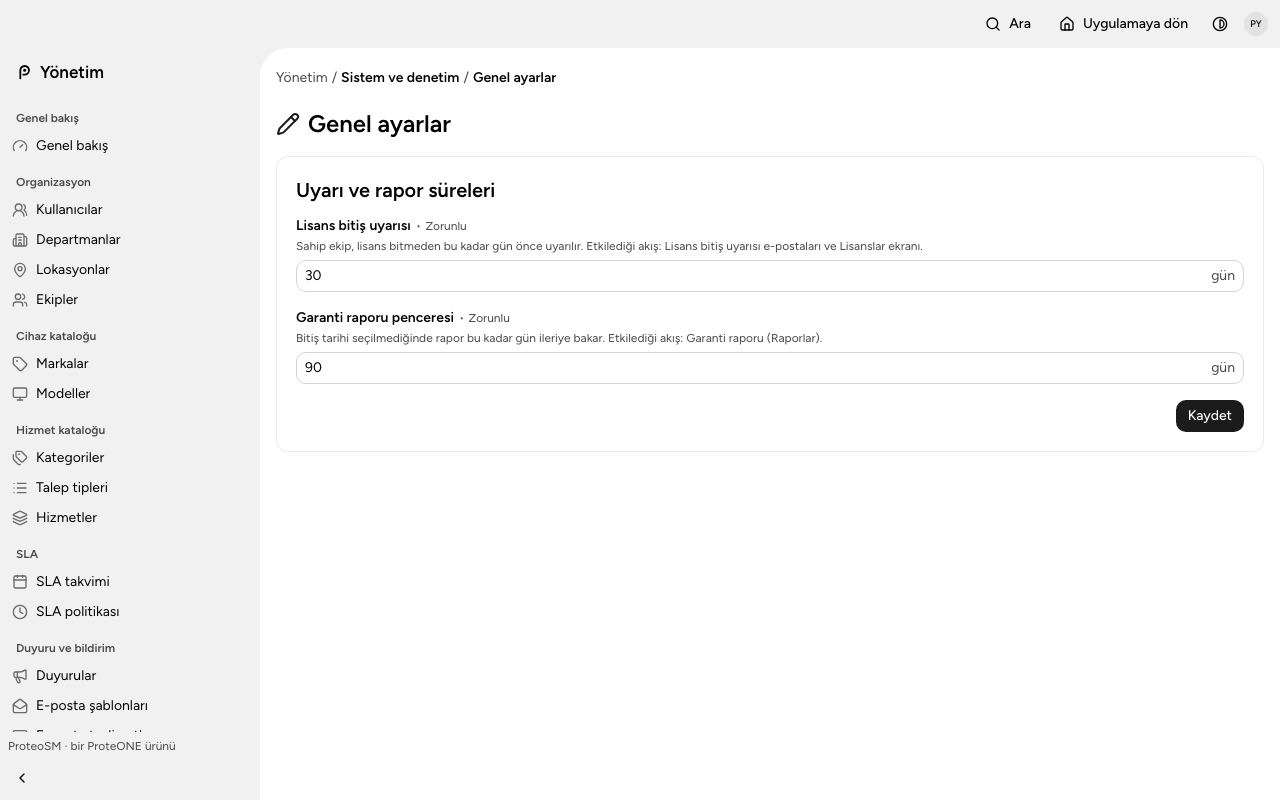 Ara
Uygulamaya dön
PY
Yönetim
Genel bakış
Genel bakış
Organizasyon
Kullanıcılar
Departmanlar
Lokasyonlar
Ekipler
Cihaz kataloğu
Markalar
Modeller
Hizmet kataloğu
Kategoriler
Talep tipleri
Hizmetler
SLA
SLA takvimi
SLA politikası
Duyuru ve bildirim
Duyurular
E-posta şablonları
ProteoSM · bir ProteONE ürünü
Yönetim / Sistem ve denetim / Genel ayarlar
Genel ayarlar
Uyarı ve rapor süreleri
Lisans bitiş uyarısı · Zorunlu
Sahip ekip, lisans bitmeden bu kadar gün önce uyarılır. Etkilediği akış: Lisans bitiş uyarısı e-postaları ve Lisanslar ekranı.
30 gün
Garanti raporu penceresi · Zorunlu
Bitiş tarihi seçilmediğinde rapor bu kadar gün ileriye bakar. Etkilediği akış: Garanti raporu (Raporlar).
90 gün
Kaydet